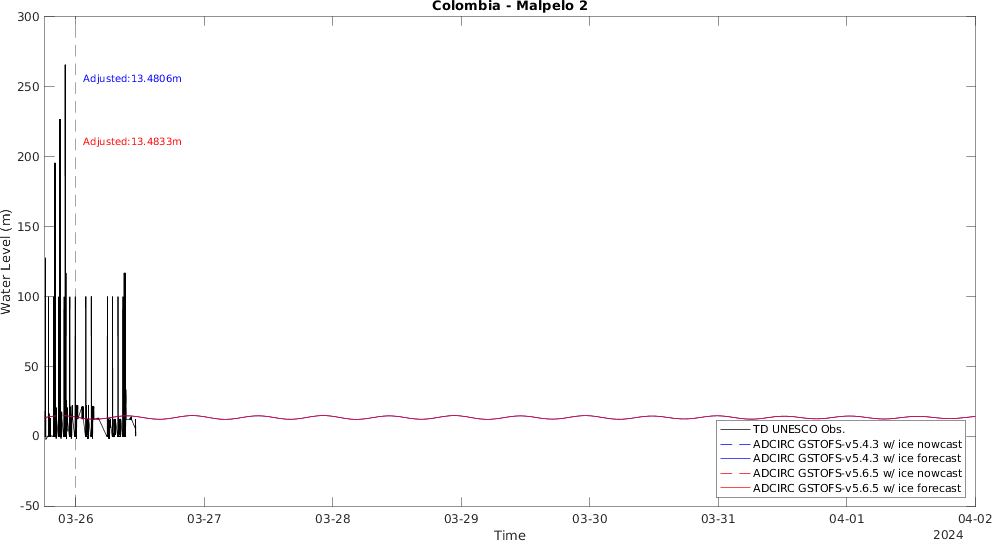 Colombia - Malpelo 2
300
250
200
150
100
50
0
-50
Water Level (m)
Adjusted:13.4806m
Adjusted:13.4833m
TD UNESCO Obs.
ADCIRC GSTOFS-v5.4.3 w/ ice nowcast
ADCIRC GSTOFS-v5.4.3 w/ ice forecast
ADCIRC GSTOFS-v5.6.5 w/ ice nowcast
ADCIRC GSTOFS-v5.6.5 w/ ice forecast
03-26 03-27 03-28 03-29 03-30 03-31 04-01 04-02
Time
2024